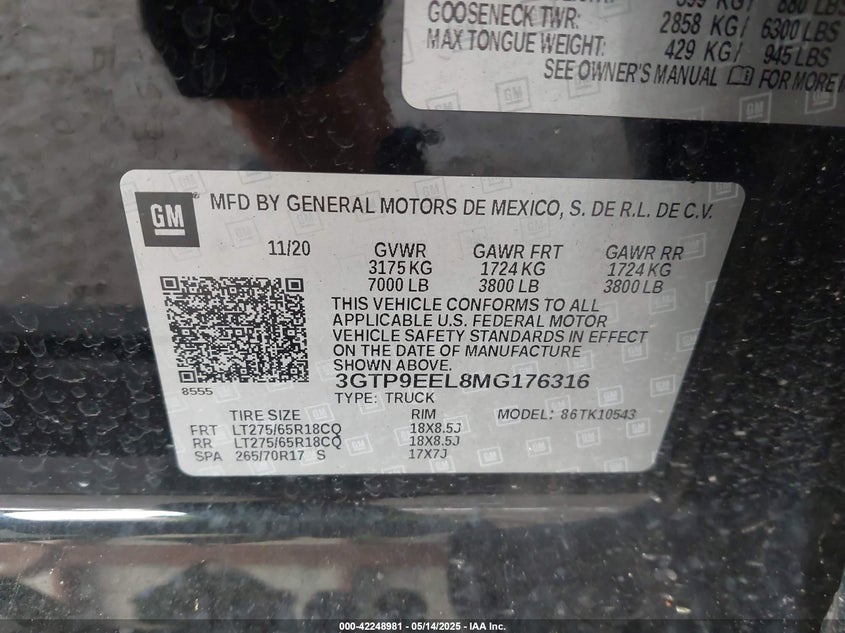 880 LBS
GOOSENECK TWR: 2858 KG/ 6300 LBS
MAX TONGUE WEIGHT: 429 KG/ 945 LBS
SEE OWNER'S MANUAL FOR MORE
GM MFD BY GENERAL MOTORS DE MEXICO, S. DE R.L. DE C.V.
11/20 GVWR GAWR FRT GAWR RR
3175 KG 1724 KG 1724 KG
7000 LB 3800 LB 3800 LB
THIS VEHICLE CONFORMS TO ALL
APPLICABLE U.S. FEDERAL MOTOR
VEHICLE SAFETY STANDARDS IN EFFECT
ON THE DATE OF MANUFACTURE
SHOWN ABOVE.
3GTP9EEL8MG176316
8555
TYPE: TRUCK
TIRE SIZE RIM MODEL: 86TK10543
FRT LT275/65R18CQ 18X8.5J
RR LT275/65R18CQ 18X8.5J
SPA 265/70R17 S 17X7J
000-42248981 - 05/14/2025 - IAA Inc.